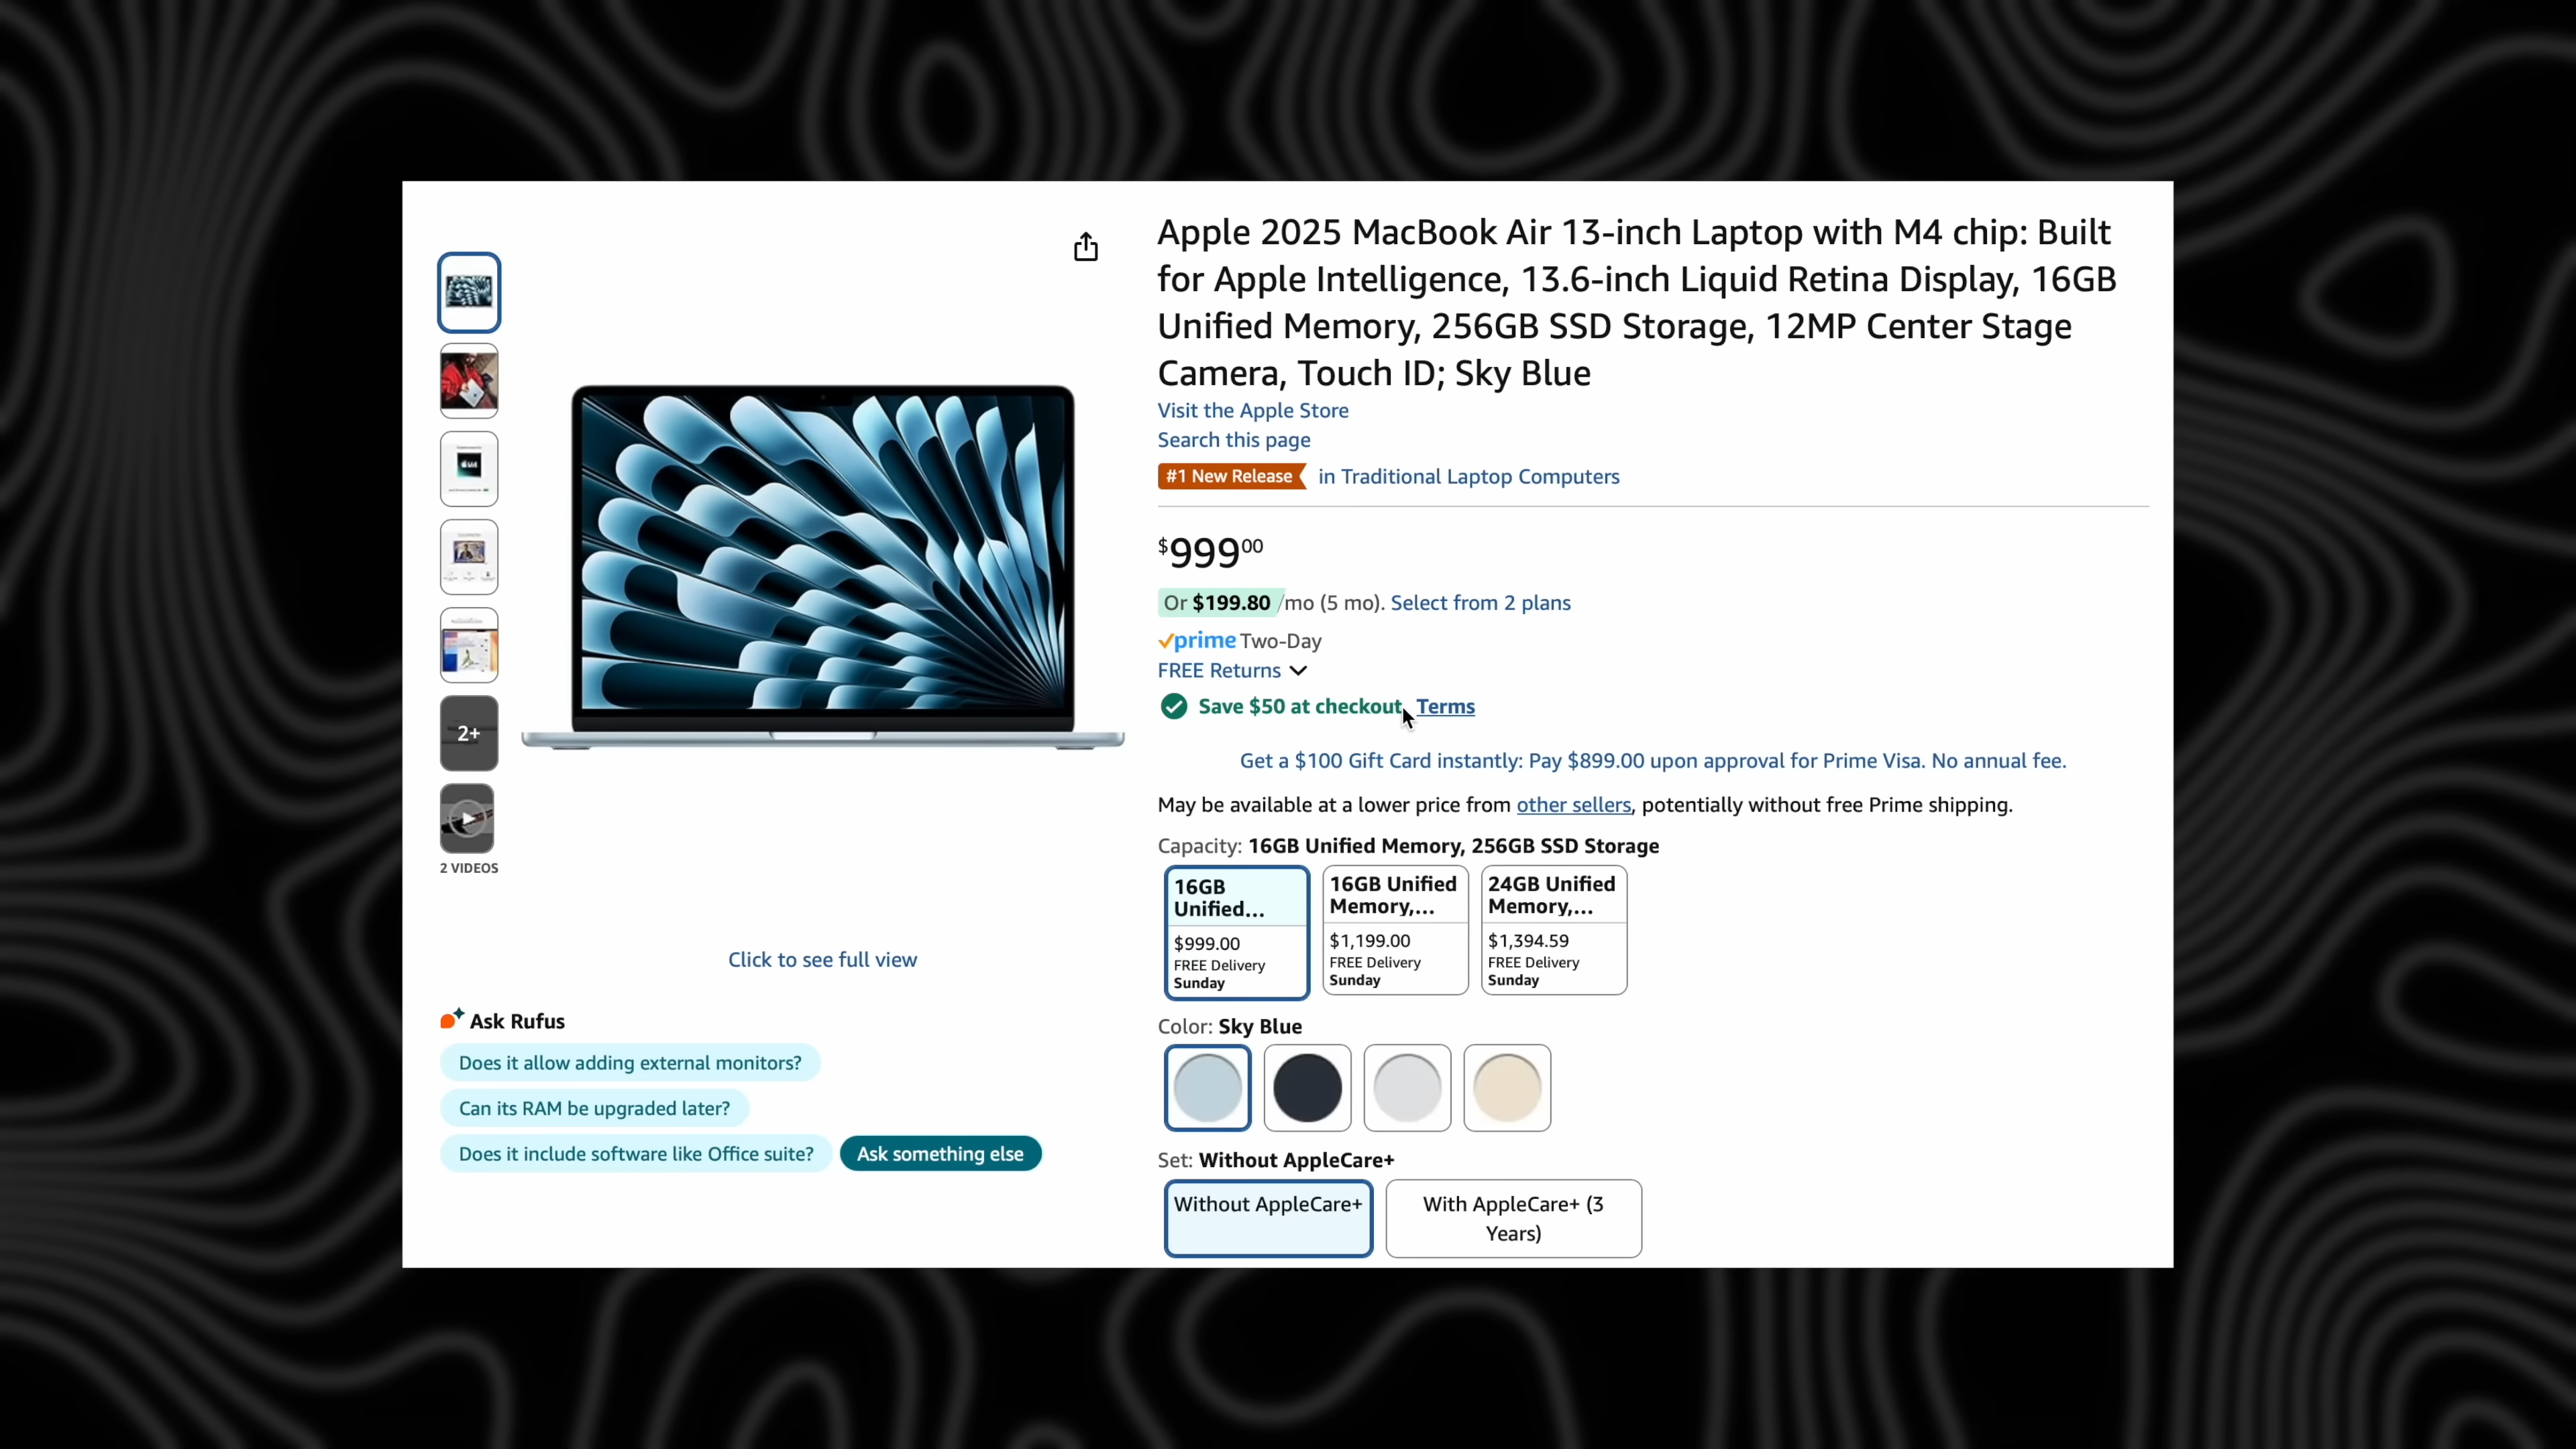 Apple 2025 MacBook Air 13-inch Laptop with M4 chip: Built
for Apple Intelligence, 13.6-inch Liquid Retina Display, 16GB
Unified Memory, 256GB SSD Storage, 12MP Center Stage
Camera, Touch ID; Sky Blue
Visit the Apple Store
Search this page
#1 New Release in Traditional Laptop Computers
$99900
Or $199.80 /mo (5 mo). Select from 2 plans
prime Two-Day
FREE Returns
Save $50 at checkout. Terms
Get a $100 Gift Card instantly: Pay $899.00 upon approval for Prime Visa. No annual fee.
May be available at a lower price from other sellers, potentially without free Prime shipping.
Capacity: 16GB Unified Memory, 256GB SSD Storage
16GB
Unified...
$999.00
FREE Delivery
Sunday
16GB Unified
Memory,...
$1,199.00
FREE Delivery
Sunday
24GB Unified
Memory,...
$1,394.59
FREE Delivery
Sunday
Color: Sky Blue
Set: Without AppleCare+
Without AppleCare+
With AppleCare+ (3
Years)
2+
2 VIDEOS
Click to see full view
Ask Rufus
Does it allow adding external monitors?
Can its RAM be upgraded later?
Does it include software like Office suite?
Ask something else